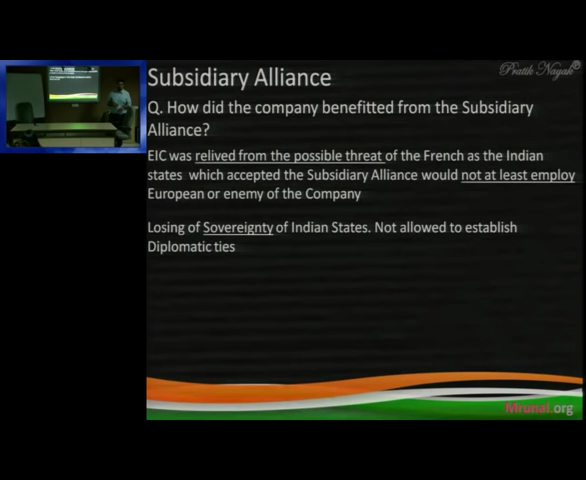 Pratik Nayak
Subsidiary Alliance
Q. How did the company benefitted from the Subsidiary
Alliance?
EIC was relived from the possible threat of the French as the Indian
states which accepted the Subsidiary Alliance would not at least employ
European or enemy of the Company
Losing of Sovereignty of Indian States. Not allowed to establish
Diplomatic ties
Mrunal.org